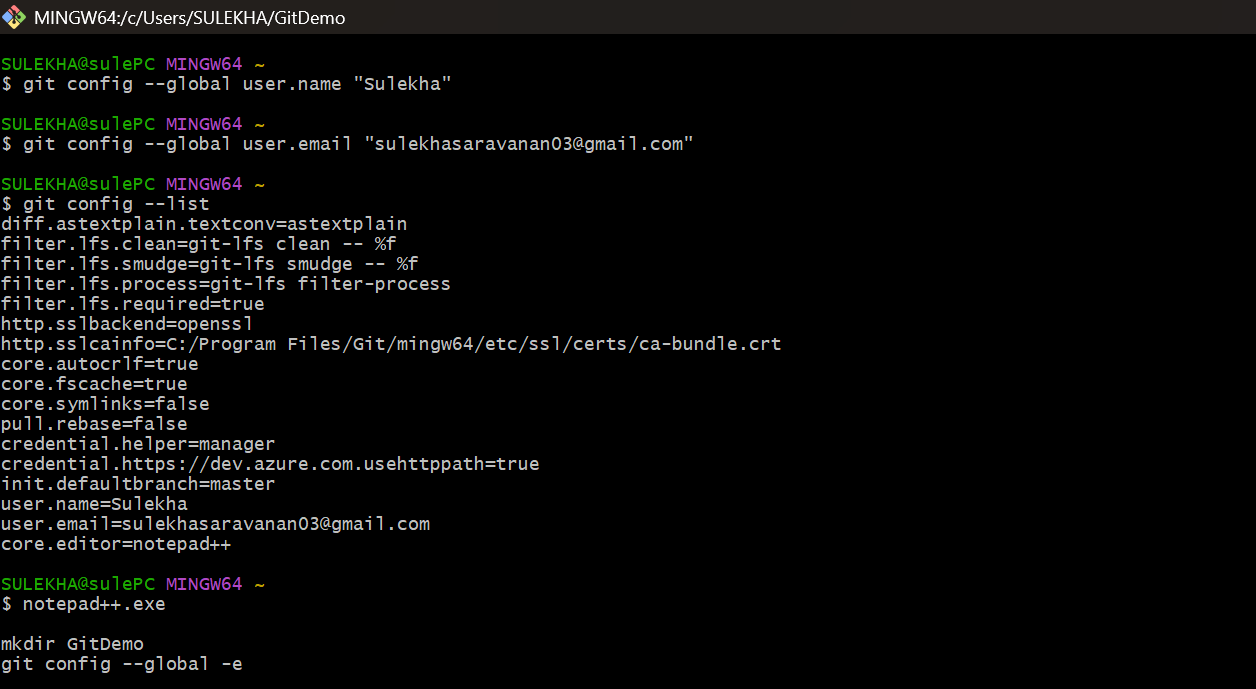 MINGW64:/c/Users/SULEKHA/GitDemo
SULEKHA@sulePC MINGW64 ~
$ git config --global user.name "Sulekha"
SULEKHA@sulePC MINGW64 ~
$ git config --global user.email "sulekhasaravanan03@gmail.com"
SULEKHA@sulePC MINGW64 ~
$ git config --list
diff.astextplain.textconv=astextplain
filter.lfs.clean=git-lfs clean -- %f
filter.lfs.smudge=git-lfs smudge -- %f
filter.lfs.process=git-lfs filter-process
filter.lfs.required=true
http.sslbackend=openssl
http.sslcainfo=C:/Program Files/Git/mingw64/etc/ssl/certs/ca-bundle.crt
core.autocrlf=true
core.fscache=true
core.symlinks=false
pull.rebase=false
credential.helper=manager
credential.https://dev.azure.com.usehttppath=true
init.defaultbranch=master
user.name=Sulekha
user.email=sulekhasaravanan03@gmail.com
core.editor=notepad++
SULEKHA@sulePC MINGW64 ~
$ notepad++.exe
mkdir GitDemo
git config --global -e